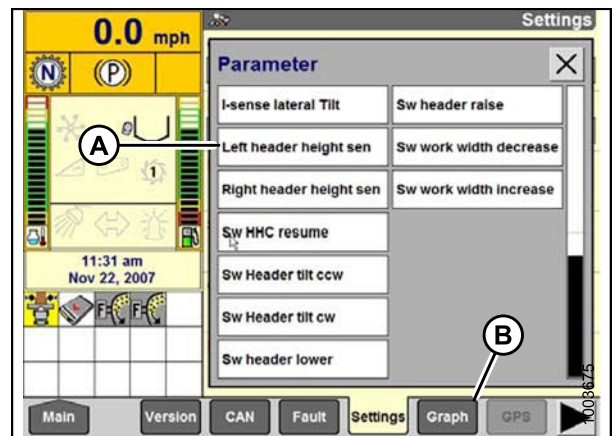 0.0 mph
Settings
N
(P)
Parameter
I-sense lateral Tilt
Sw header raise
A
Left header height sen
Sw work width decrease
1
Right header height sen
Sw work width increase
Sw HHC resume
11:31 am
Nov 22, 2007
Sw Header tilt ccw
F
F
Sw Header tilt cw
B
Sw header lower
Main
Version
CAN
Fault
Settings
Graph
GPS
1003675